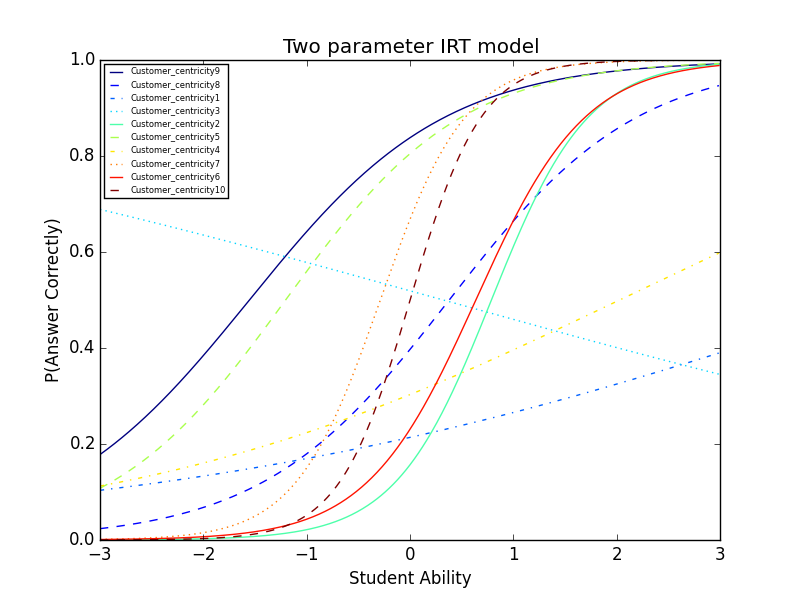 Two parameter IRT model
1.0
0.8
0.6
0.4
0.2
0.0
P(Answer Correctly)
Customer_centricity9
Customer_centricity8
Customer_centricity1
Customer_centricity3
Customer_centricity2
Customer_centricity5
Customer_centricity4
Customer_centricity7
Customer_centricity6
Customer_centricity10
−3 −2 −1 0 1 2 3
Student Ability